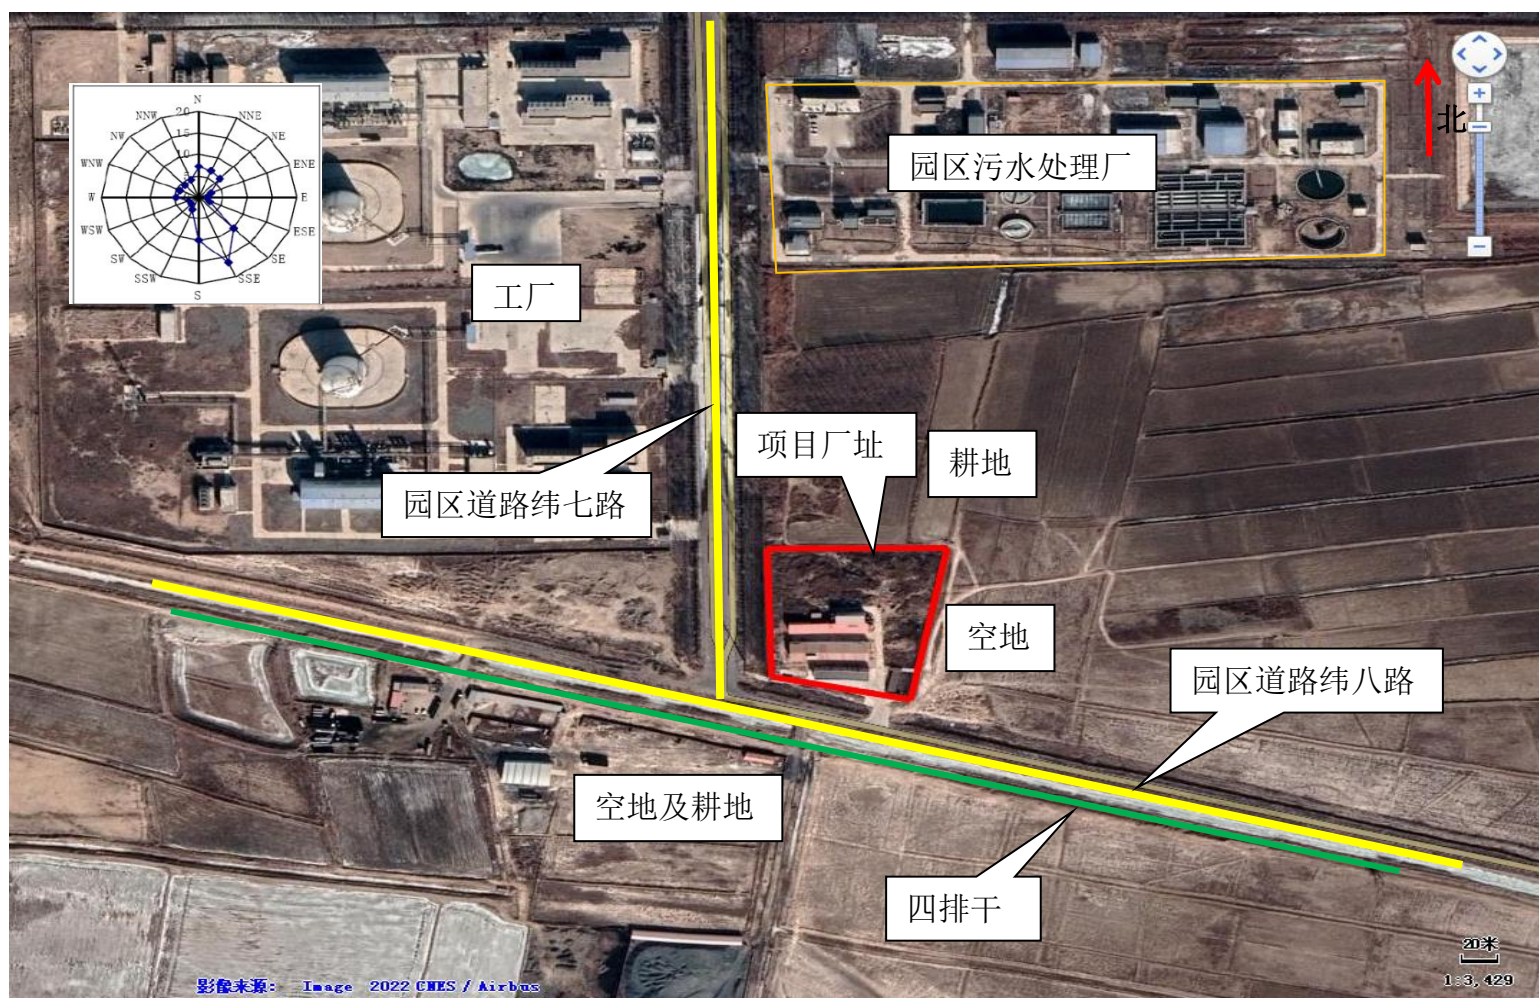 N
NNW
NNE
20
NW
15
NE
10
WNW
ENE
5
W
E
WSW
ESE
SW
SE
SSW
SSE
S
北
园区污水处理厂
工厂
项目厂址
耕地
园区道路纬七路
空地
园区道路纬八路
空地及耕地
四排干
20米
1:3,429
影像来源: Image 2022 CNES / Airbus